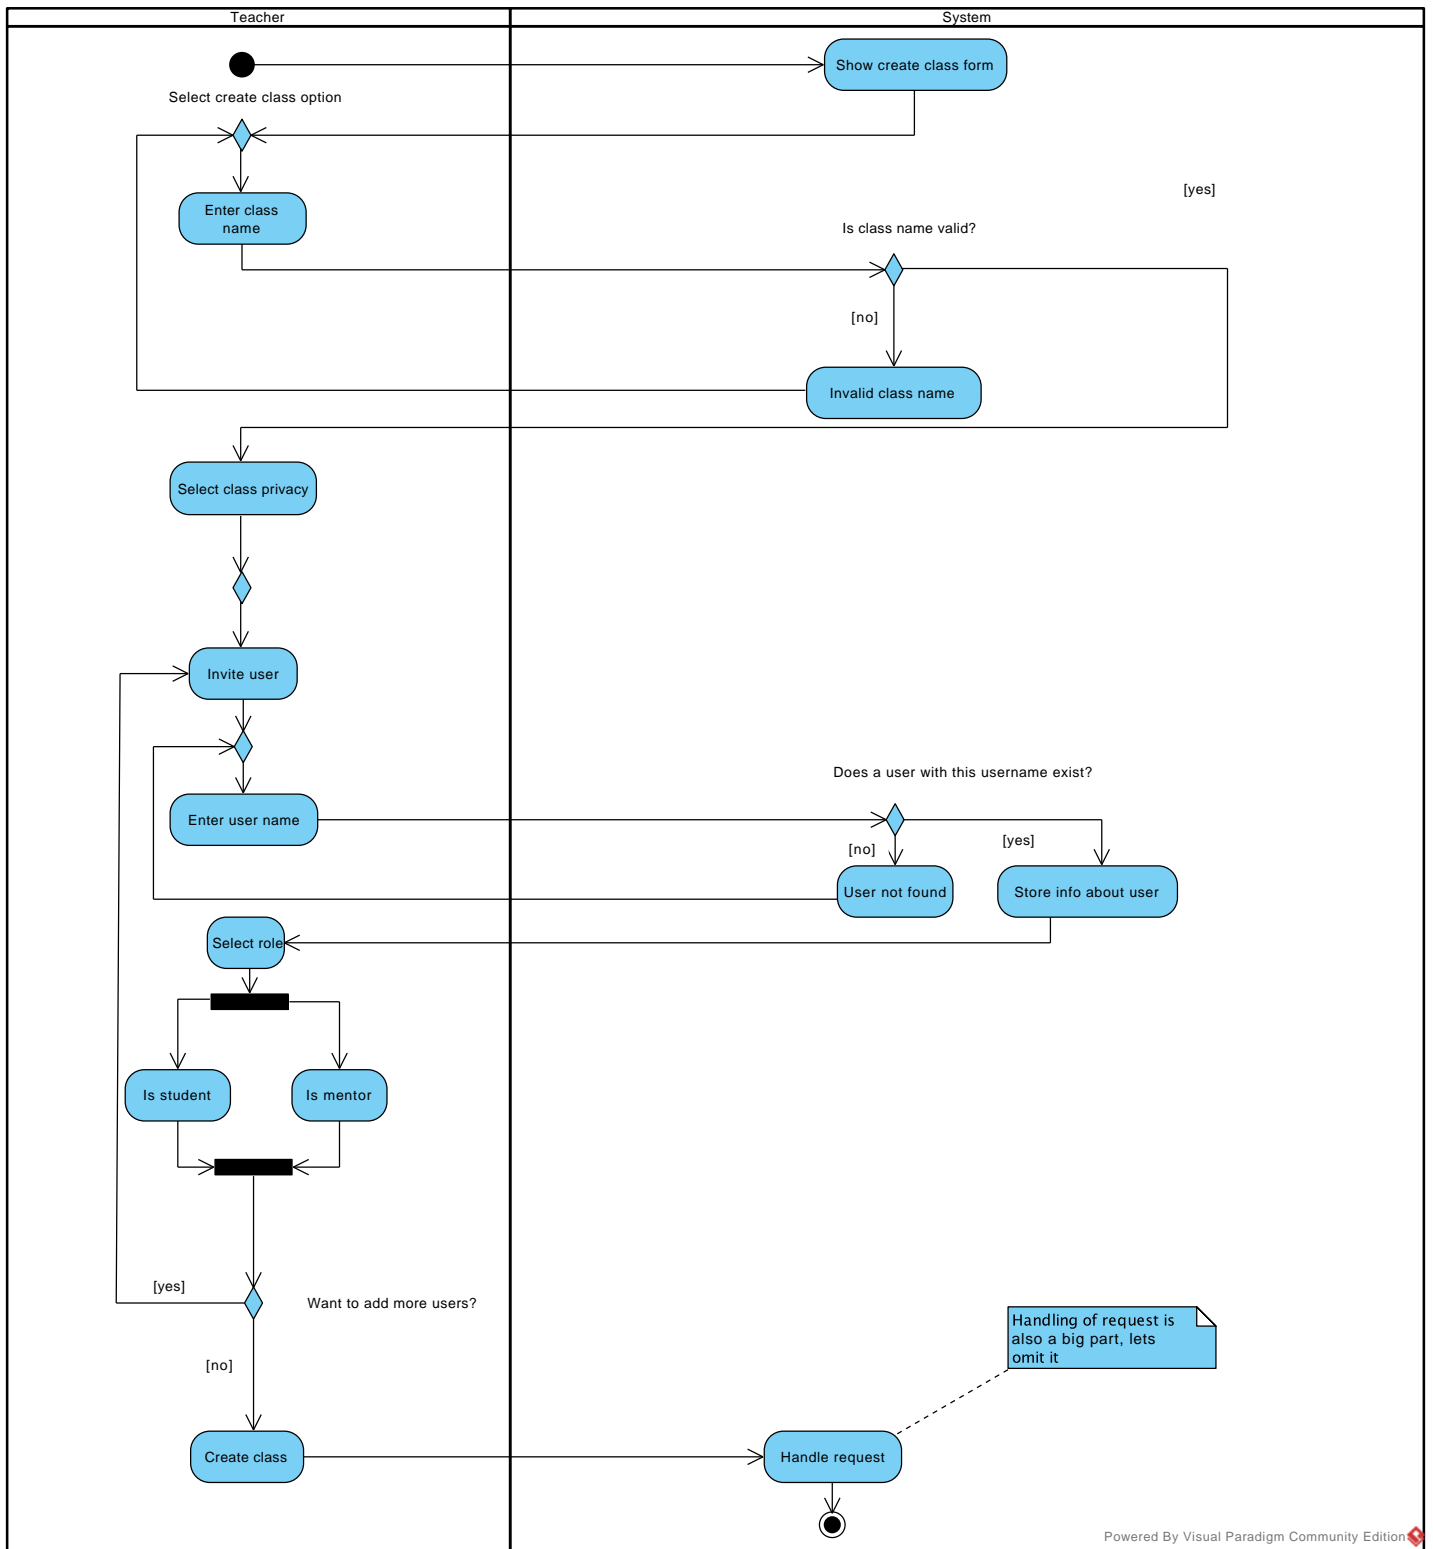 Teacher
System
Show create class form
Select create class option
[yes]
Enter class
name
Is class name valid?
[no]
Invalid class name
Select class privacy
Invite user
Does a user with this username exist?
Enter user name
[no]
[yes]
User not found
Store info about user
Select role
Is student
Is mentor
[yes]
Want to add more users?
Handling of request is
also a big part, lets
omit it
[no]
Create class
Handle request
Powered By Visual Paradigm Community Edition